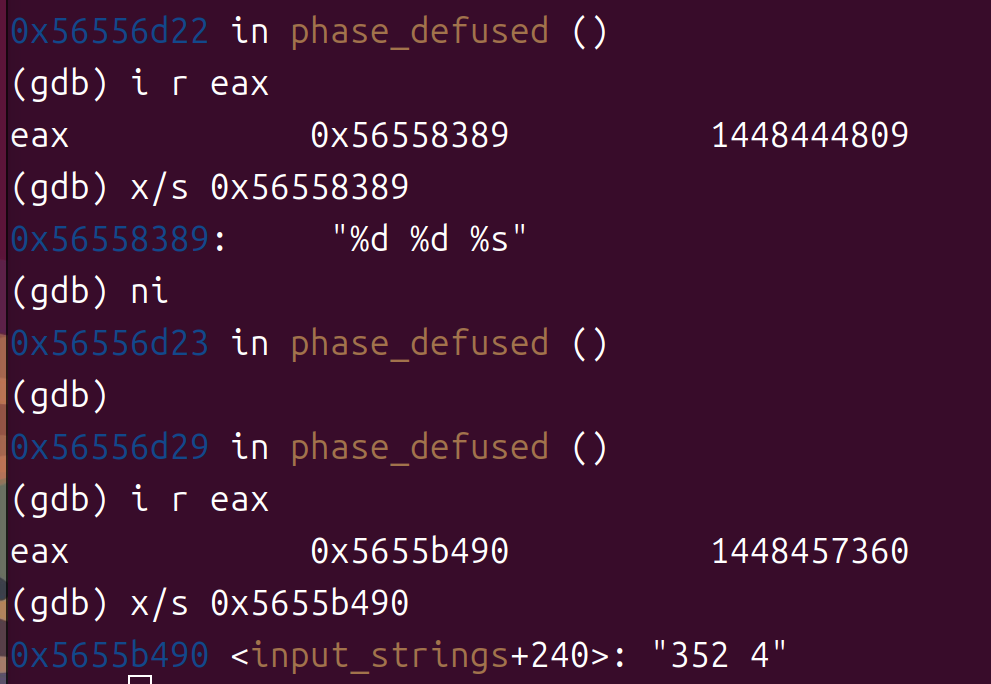 0x56556d22 in phase_defused ()
(gdb) i r eax
eax            0x56558389          1448444809
(gdb) x/s 0x56558389
0x56558389:     "%d %d %s"
(gdb) ni
0x56556d23 in phase_defused ()
(gdb)
0x56556d29 in phase_defused ()
(gdb) i r eax
eax            0x5655b490          1448457360
(gdb) x/s 0x5655b490
0x5655b490 <input_strings+240>: "352 4"